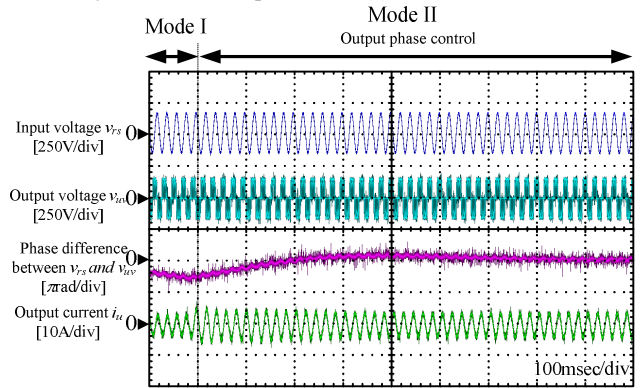 Mode I
Mode II
Output phase control
Input voltage vrs 0
[250V/div]
Output voltage vuv 0
[250V/div]
Phase difference 0
between vrs and vuv
[πrad/div]
Output current iu 0
[10A/div]
100msec/div